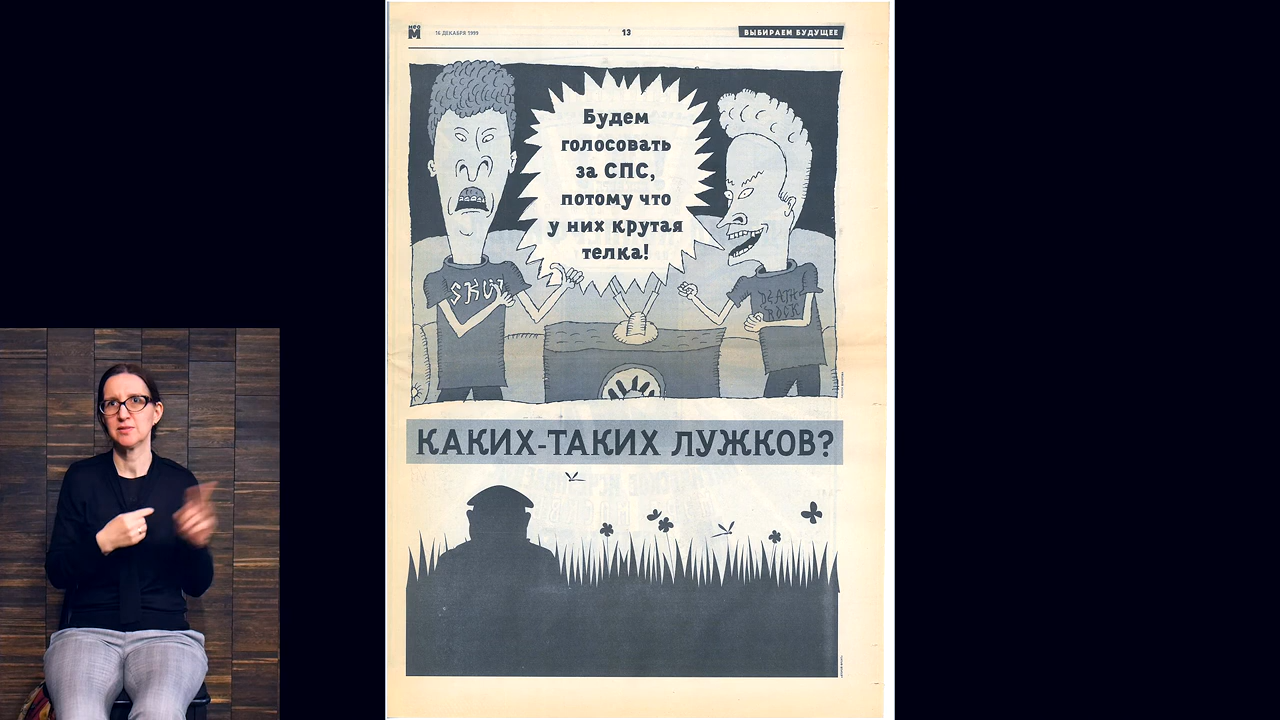 нео
М
16 ДЕКАБРЯ 1999
13
ВЫБИРАЕМ БУДУЩЕЕ
Будем
голосовать
за СПС,
потому что
у них крутая
телка!
DEATH
ROCK
КАКИХ-ТАКИХ ЛУЖКОВ?